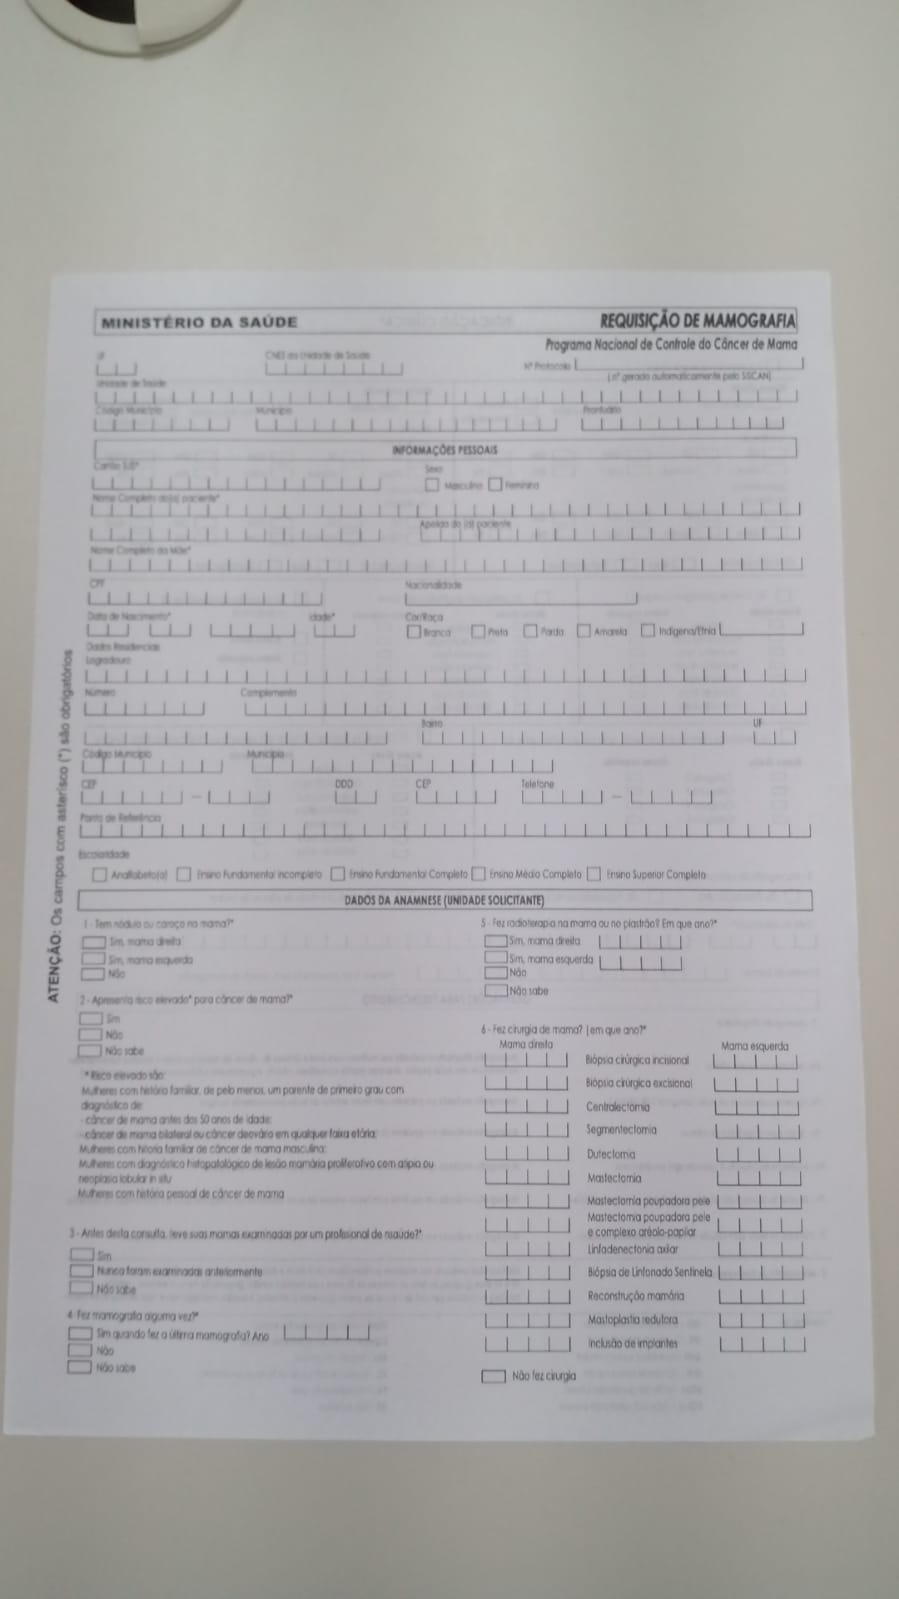 MINISTÉRIO DA SAÚDE
REQUISIÇÃO DE MAMOGRAFIA
Programa Nacional de Controle do Câncer de Mama
UF
CNES da Unidade de Saúde
Nº Protocolo
(nº gerado automaticamente pelo SISCAN)
Unidade de Saúde
Código Município
Município
Prontuário
INFORMAÇÕES PESSOAIS
Cartão SUS*
Sexo
Masculino Feminino
Nome Completo do(a) paciente*
Apelido do (a) paciente
Nome Completo da Mãe*
CPF
Nacionalidade
Data de Nascimento*
Idade*
Cor/Raça
Branca Preta Parda Amarela Indígena/Etnia
Dados Residenciais
Logradouro
Número
Complemento
Bairro
UF
Código Município
Município
CEP
DDD
CEP
Telefone
Ponto de Referência
Escolaridade
Analfabeto(a) Ensino Fundamental Incompleto Ensino Fundamental Completo Ensino Médio Completo Ensino Superior Completo
ATENÇÃO: Os campos com asterisco (*) são obrigatórios
DADOS DA ANAMNESE (UNIDADE SOLICITANTE)
1 - Tem nódulo ou caroço na mama?*
Sim, mama direita
Sim, mama esquerda
Não
2 - Apresenta risco elevado* para câncer de mama?*
Sim
Não
Não sabe
* Risco elevado são:
Mulheres com história familiar, de pelo menos, um parente de primeiro grau com
diagnóstico de:
- câncer de mama antes dos 50 anos de idade;
- câncer de mama bilateral ou câncer de ovário em qualquer faixa etária;
Mulheres com hitoria familiar de câncer de mama masculina;
Mulheres com diagnóstico histopatológico de lesão mamária proliferativa com atipia ou
neoplasia lobular in situ
Mulheres com história pessoal de câncer de mama
3 - Antes desta consulta, teve suas mamas examinadas por um profissional de saúde?*
Sim
Nunca foram examinadas anteriormente
Não sabe
4- Fez mamografia alguma vez?*
Sim quando fez a última mamografia? Ano
Não
Não sabe
5 - Fez radioterapia na mama ou no plastrão? Em que ano?*
Sim, mama direita
Sim, mama esquerda
Não
Não sabe
6 - Fez cirurgia de mama? (em que ano?*
Mama direita
Mama esquerda
Biópsia cirúrgica incisional
Biópsia cirúrgica excisional
Centralectomia
Segmentectomia
Dutectomia
Mastectomia
Mastectomia poupadora pele
Mastectomia poupadora pele
e complexo aréolo-papilar
Linfadenectonia axilar
Biópsia de Linfonado Sentinela
Reconstrução mamária
Mastoplastia redutora
Inclusão de implantes
Não fez cirurgia